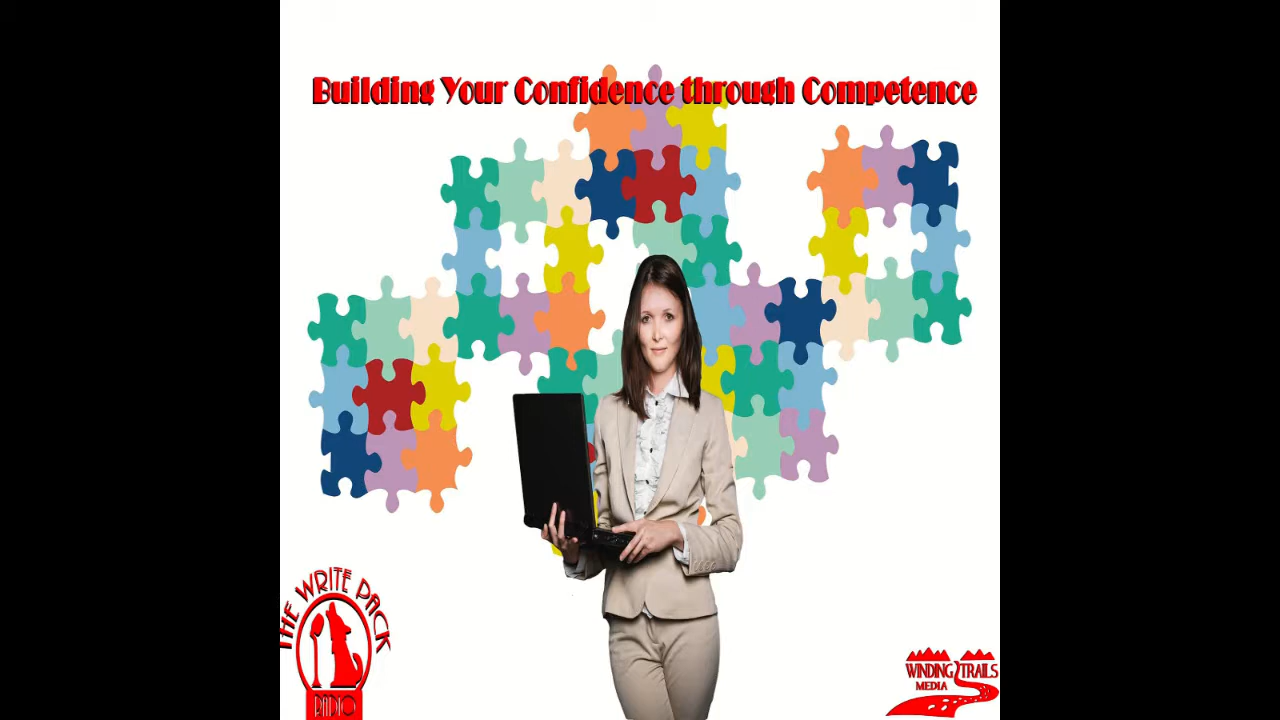 Building Your Confidence through Competence
THE WRITE PACK
RADIO
WINDING TRAILS
MEDIA